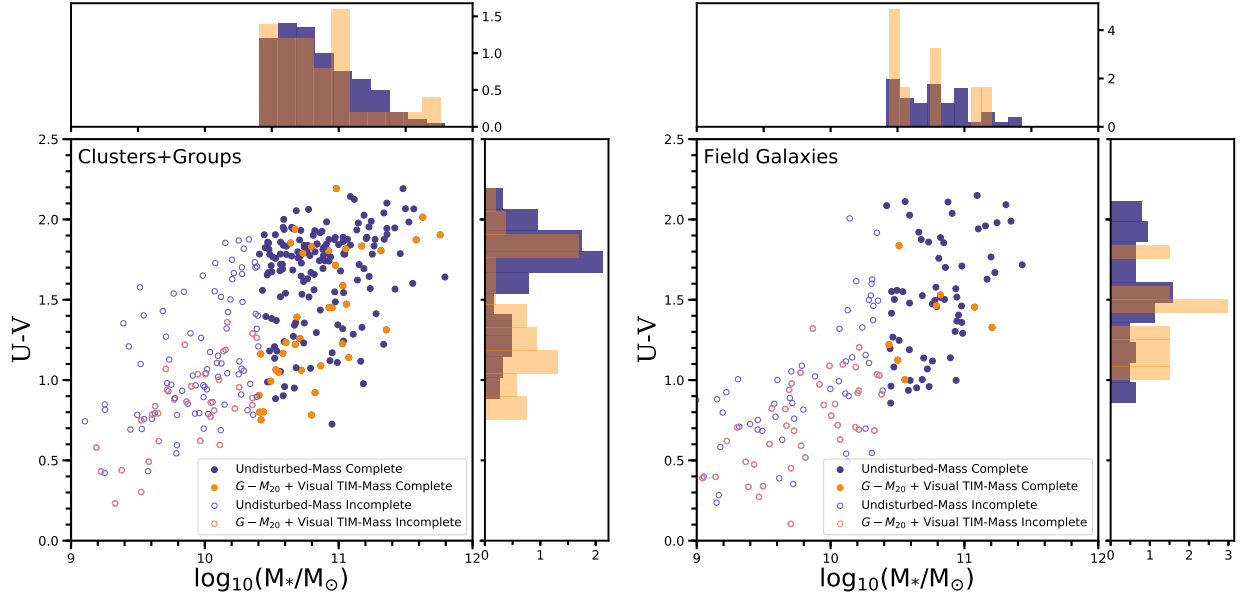 1.5
1.0
0.5
0.0
4
2
0
2.5
Clusters+Groups
2.0
1.5
1.0
0.5
0.0
U-V
Undisturbed-Mass Complete
G − M₂₀ + Visual TIM-Mass Complete
Undisturbed-Mass Incomplete
G − M₂₀ + Visual TIM-Mass Incomplete
9 10 11 12
log₁₀(M*/M⊙)
0 1 2
2.5
Field Galaxies
2.0
1.5
1.0
0.5
0.0
U-V
Undisturbed-Mass Complete
G − M₂₀ + Visual TIM-Mass Complete
Undisturbed-Mass Incomplete
G − M₂₀ + Visual TIM-Mass Incomplete
9 10 11 12
log₁₀(M*/M⊙)
0 1 2 3